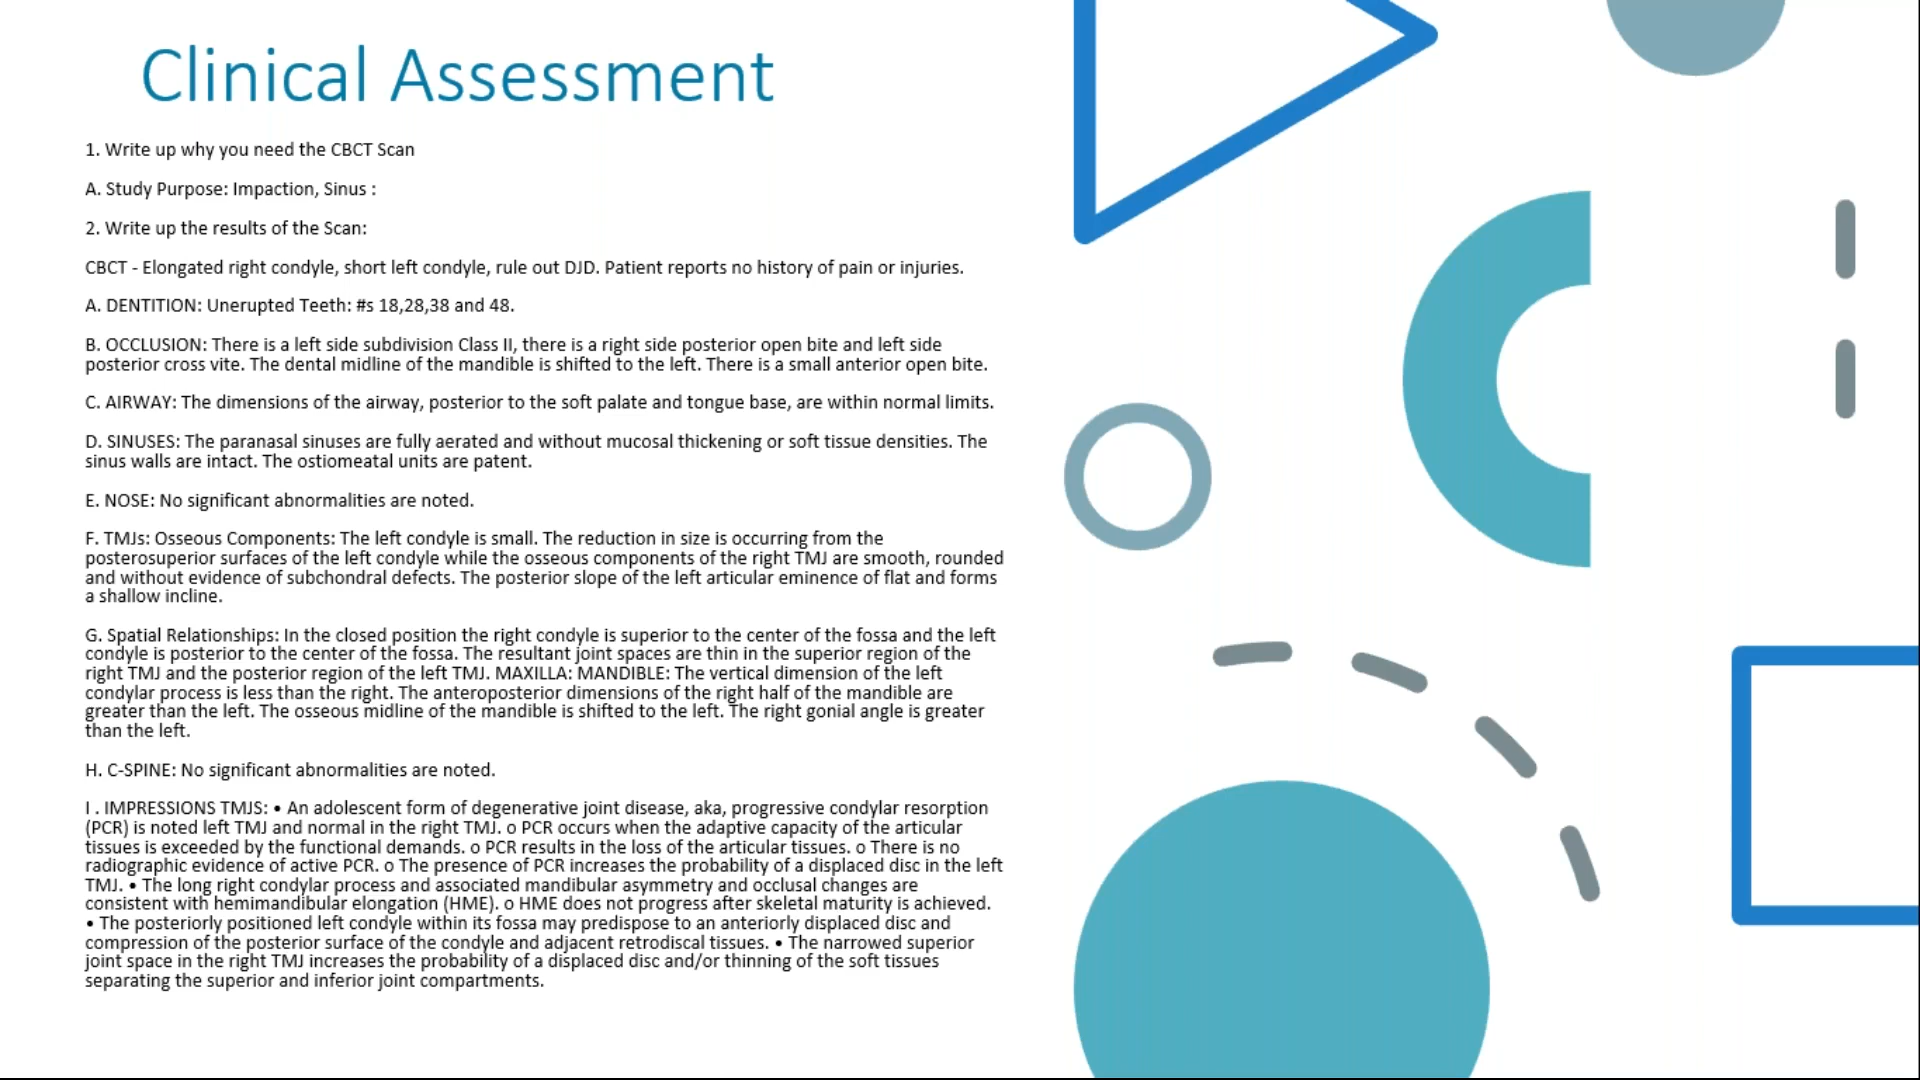 Clinical Assessment
1. Write up why you need the CBCT Scan
A. Study Purpose: Impaction, Sinus :
2. Write up the results of the Scan:
CBCT - Elongated right condyle, short left condyle, rule out DJD. Patient reports no history of pain or injuries.
A. DENTITION: Unerupted Teeth: #s 18,28,38 and 48.
B. OCCLUSION: There is a left side subdivision Class II, there is a right side posterior open bite and left side
posterior cross vite. The dental midline of the mandible is shifted to the left. There is a small anterior open bite.
C. AIRWAY: The dimensions of the airway, posterior to the soft palate and tongue base, are within normal limits.
D. SINUSES: The paranasal sinuses are fully aerated and without mucosal thickening or soft tissue densities. The
sinus walls are intact. The ostiomeatal units are patent.
E. NOSE: No significant abnormalities are noted.
F. TMJs: Osseous Components: The left condyle is small. The reduction in size is occurring from the
posterosuperior surfaces of the left condyle while the osseous components of the right TMJ are smooth, rounded
and without evidence of subchondral defects. The posterior slope of the left articular eminence of flat and forms
a shallow incline.
G. Spatial Relationships: In the closed position the right condyle is superior to the center of the fossa and the left
condyle is posterior to the center of the fossa. The resultant joint spaces are thin in the superior region of the
right TMJ and the posterior region of the left TMJ. MAXILLA: MANDIBLE: The vertical dimension of the left
condylar process is less than the right. The anteroposterior dimensions of the right half of the mandible are
greater than the left. The osseous midline of the mandible is shifted to the left. The right gonial angle is greater
than the left.
H. C-SPINE: No significant abnormalities are noted.
I . IMPRESSIONS TMJS: • An adolescent form of degenerative joint disease, aka, progressive condylar resorption
(PCR) is noted left TMJ and normal in the right TMJ. o PCR occurs when the adaptive capacity of the articular
tissues is exceeded by the functional demands. o PCR results in the loss of the articular tissues. o There is no
radiographic evidence of active PCR. o The presence of PCR increases the probability of a displaced disc in the left
TMJ. • The long right condylar process and associated mandibular asymmetry and occlusal changes are
consistent with hemimandibular elongation (HME). o HME does not progress after skeletal maturity is achieved.
• The posteriorly positioned left condyle within its fossa may predispose to an anteriorly displaced disc and
compression of the posterior surface of the condyle and adjacent retrodiscal tissues. • The narrowed superior
joint space in the right TMJ increases the probability of a displaced disc and/or thinning of the soft tissues
separating the superior and inferior joint compartments.